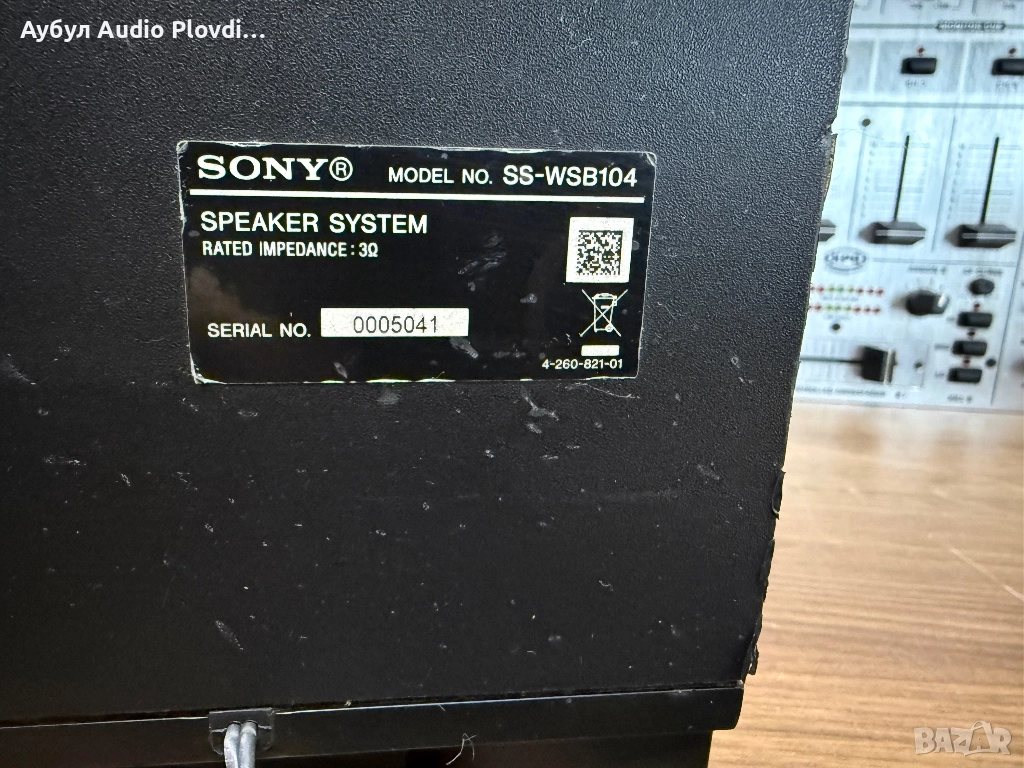 Аубул Audio Plovdi...
SONY®
MODEL NO. SS-WSB104
SPEAKER SYSTEM
RATED IMPEDANCE: 3Ω
SERIAL NO. 0005041
4-260-821-01
BAZAR